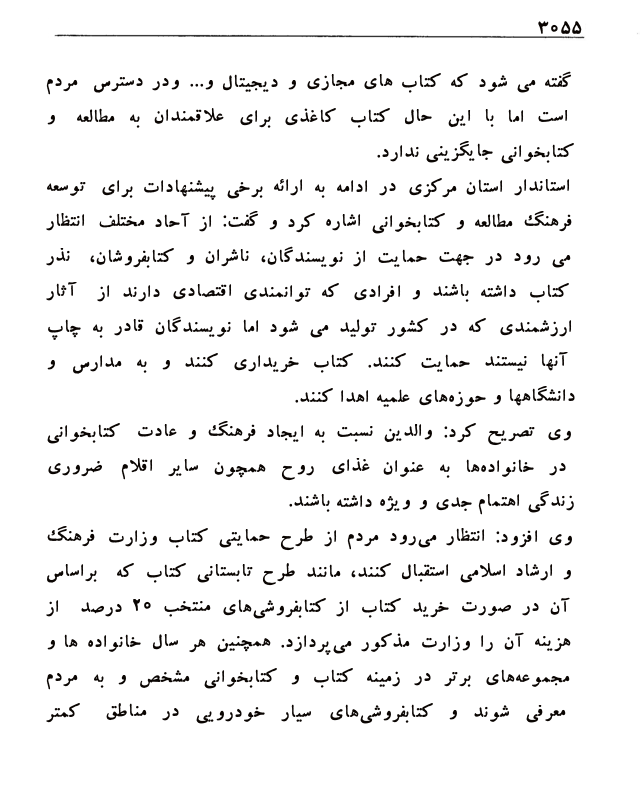 ۳۰۵۵
گفته می شود که کتاب های مجازی و دیجیتال و... ودر دسترس مردم
است اما با این حال کتاب کاغذی برای علاقمندان به مطالعه و
کتابخوانی جایگزینی ندارد.
استاندار استان مرکزی در ادامه به ارائه برخی پیشنهادات برای توسعه
فرهنگ مطالعه و کتابخوانی اشاره کرد و گفت: از آحاد مختلف انتظار
می رود در جهت حمایت از نویسندگان، ناشران و کتابفروشان، نذر
کتاب داشته باشند و افرادی که توانمندی اقتصادی دارند از آثار
ارزشمندی که در کشور تولید می شود اما نویسندگان قادر به چاپ
آنها نیستند حمایت کنند. کتاب خریداری کنند و به مدارس و
دانشگاهها و حوزه‌های علمیه اهدا کنند.
وی تصریح کرد: والدین نسبت به ایجاد فرهنگ و عادت کتابخوانی
در خانواده‌ها به عنوان غذای روح همچون سایر اقلام ضروری
زندگی اهتمام جدی و ویژه داشته باشند.
وی افزود: انتظار می‌رود مردم از طرح حمایتی کتاب وزارت فرهنگ
و ارشاد اسلامی استقبال کنند، مانند طرح تابستانی کتاب که براساس
آن در صورت خرید کتاب از کتابفروشی‌های منتخب ۲۵ درصد از
هزینه آن را وزارت مذکور می‌پردازد. همچنین هر سال خانواده ها و
مجموعه‌های برتر در زمینه کتاب و کتابخوانی مشخص و به مردم
معرفی شوند و کتابفروشی‌های سیار خودرویی در مناطق کمتر